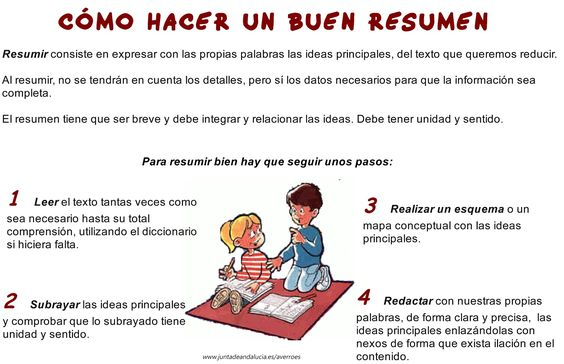 CÓMO HACER UN BUEN RESUMEN
Resumir consiste en expresar con las propias palabras las ideas principales, del texto que queremos reducir.
Al resumir, no se tendrán en cuenta los detalles, pero sí los datos necesarios para que la información sea
completa.
El resumen tiene que ser breve y debe integrar y relacionar las ideas. Debe tener unidad y sentido.
Para resumir bien hay que seguir unos pasos:
1 Leer el texto tantas veces como
sea necesario hasta su total
comprensión, utilizando el diccionario
si hiciera falta.
2 Subrayar las ideas principales
y comprobar que lo subrayado tiene
unidad y sentido.
3 Realizar un esquema o un
mapa conceptual con las ideas
principales.
4 Redactar con nuestras propias
palabras, de forma clara y precisa, las
ideas principales enlazándolas con
nexos de forma que exista ilación en el
contenido.
www.juntadeandalucia.es/averroes